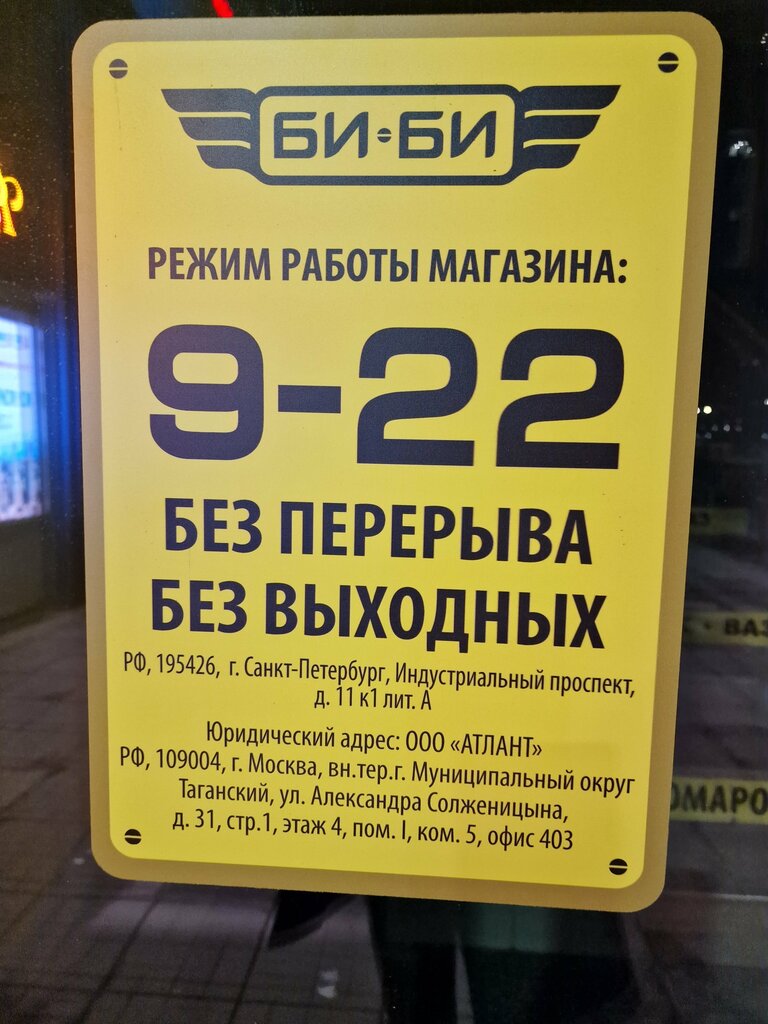 БИ-БИ
РЕЖИМ РАБОТЫ МАГАЗИНА:
9-22
БЕЗ ПЕРЕРЫВА
БЕЗ ВЫХОДНЫХ
РФ, 195426, г. Санкт-Петербург, Индустриальный проспект,
д. 11 к1 лит. А
Юридический адрес: ООО «АТЛАНТ»
РФ, 109004, г. Москва, вн.тер.г. Муниципальный округ
Таганский, ул. Александра Солженицына,
д. 31, стр.1, этаж 4, пом. I, ком. 5, офис 403